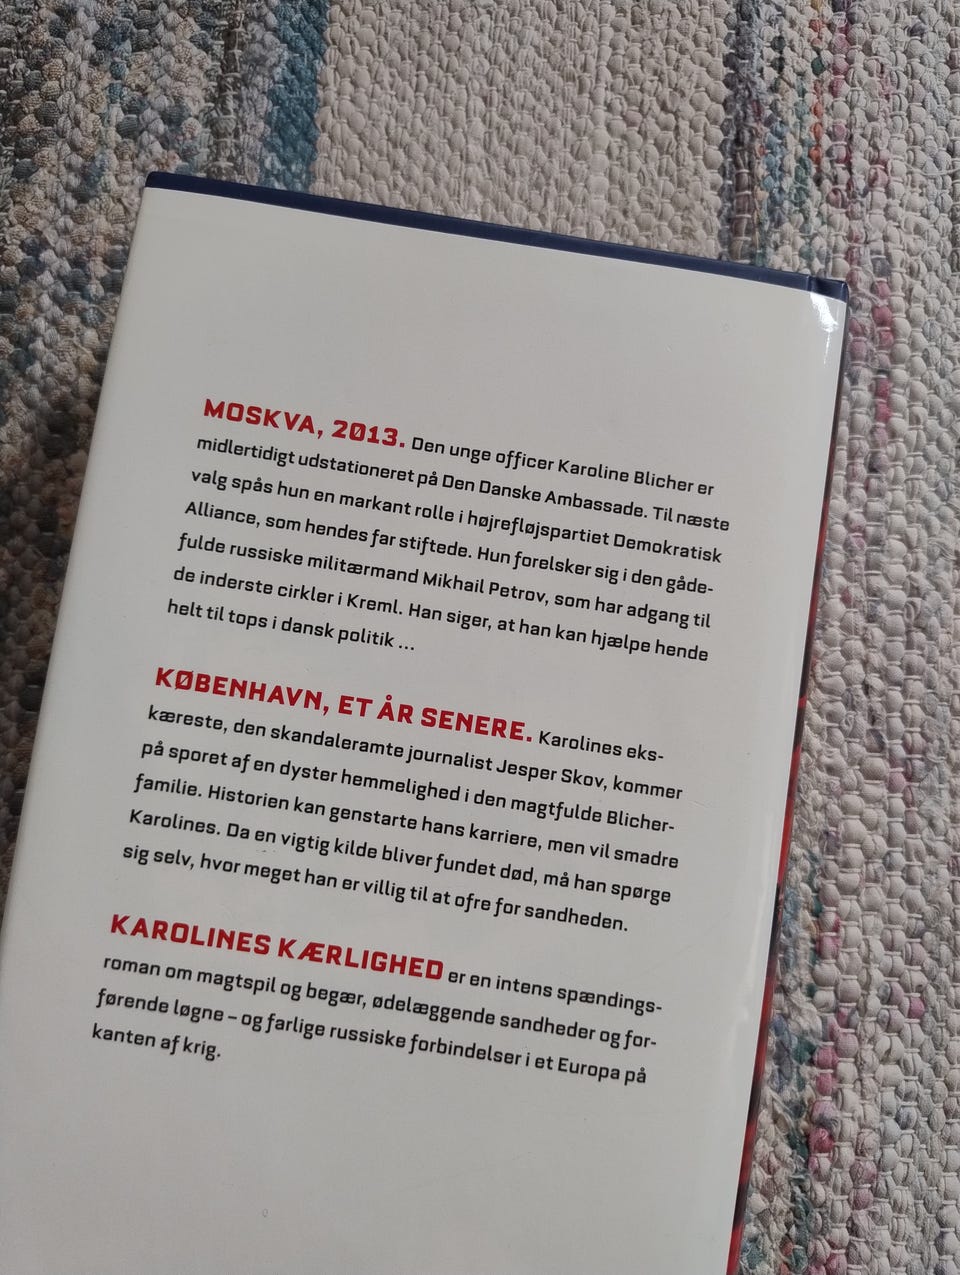 MOSKVA, 2013. Den unge officer Karoline Blicher er
midlertidigt udstationeret på Den Danske Ambassade. Til næste
valg spås hun en markant rolle i højrefløjspartiet Demokratisk
Alliance, som hendes far stiftede. Hun forelsker sig i den gåde-
fulde russiske militærmand Mikhail Petrov, som har adgang til
de inderste cirkler i Kreml. Han siger, at han kan hjælpe hende
helt til tops i dansk politik ...
KØBENHAVN, ET ÅR SENERE. Karolines eks-
kæreste, den skandaleramte journalist Jesper Skov, kommer
på sporet af en dyster hemmelighed i den magtfulde Blicher-
familie. Historien kan genstarte hans karriere, men vil smadre
Karolines. Da en vigtig kilde bliver fundet død, må han spørge
sig selv, hvor meget han er villig til at ofre for sandheden.
KAROLINES KÆRLIGHED er en intens spændings-
roman om magtspil og begær, ødelæggende sandheder og for-
førende løgne – og farlige russiske forbindelser i et Europa på
kanten af krig.